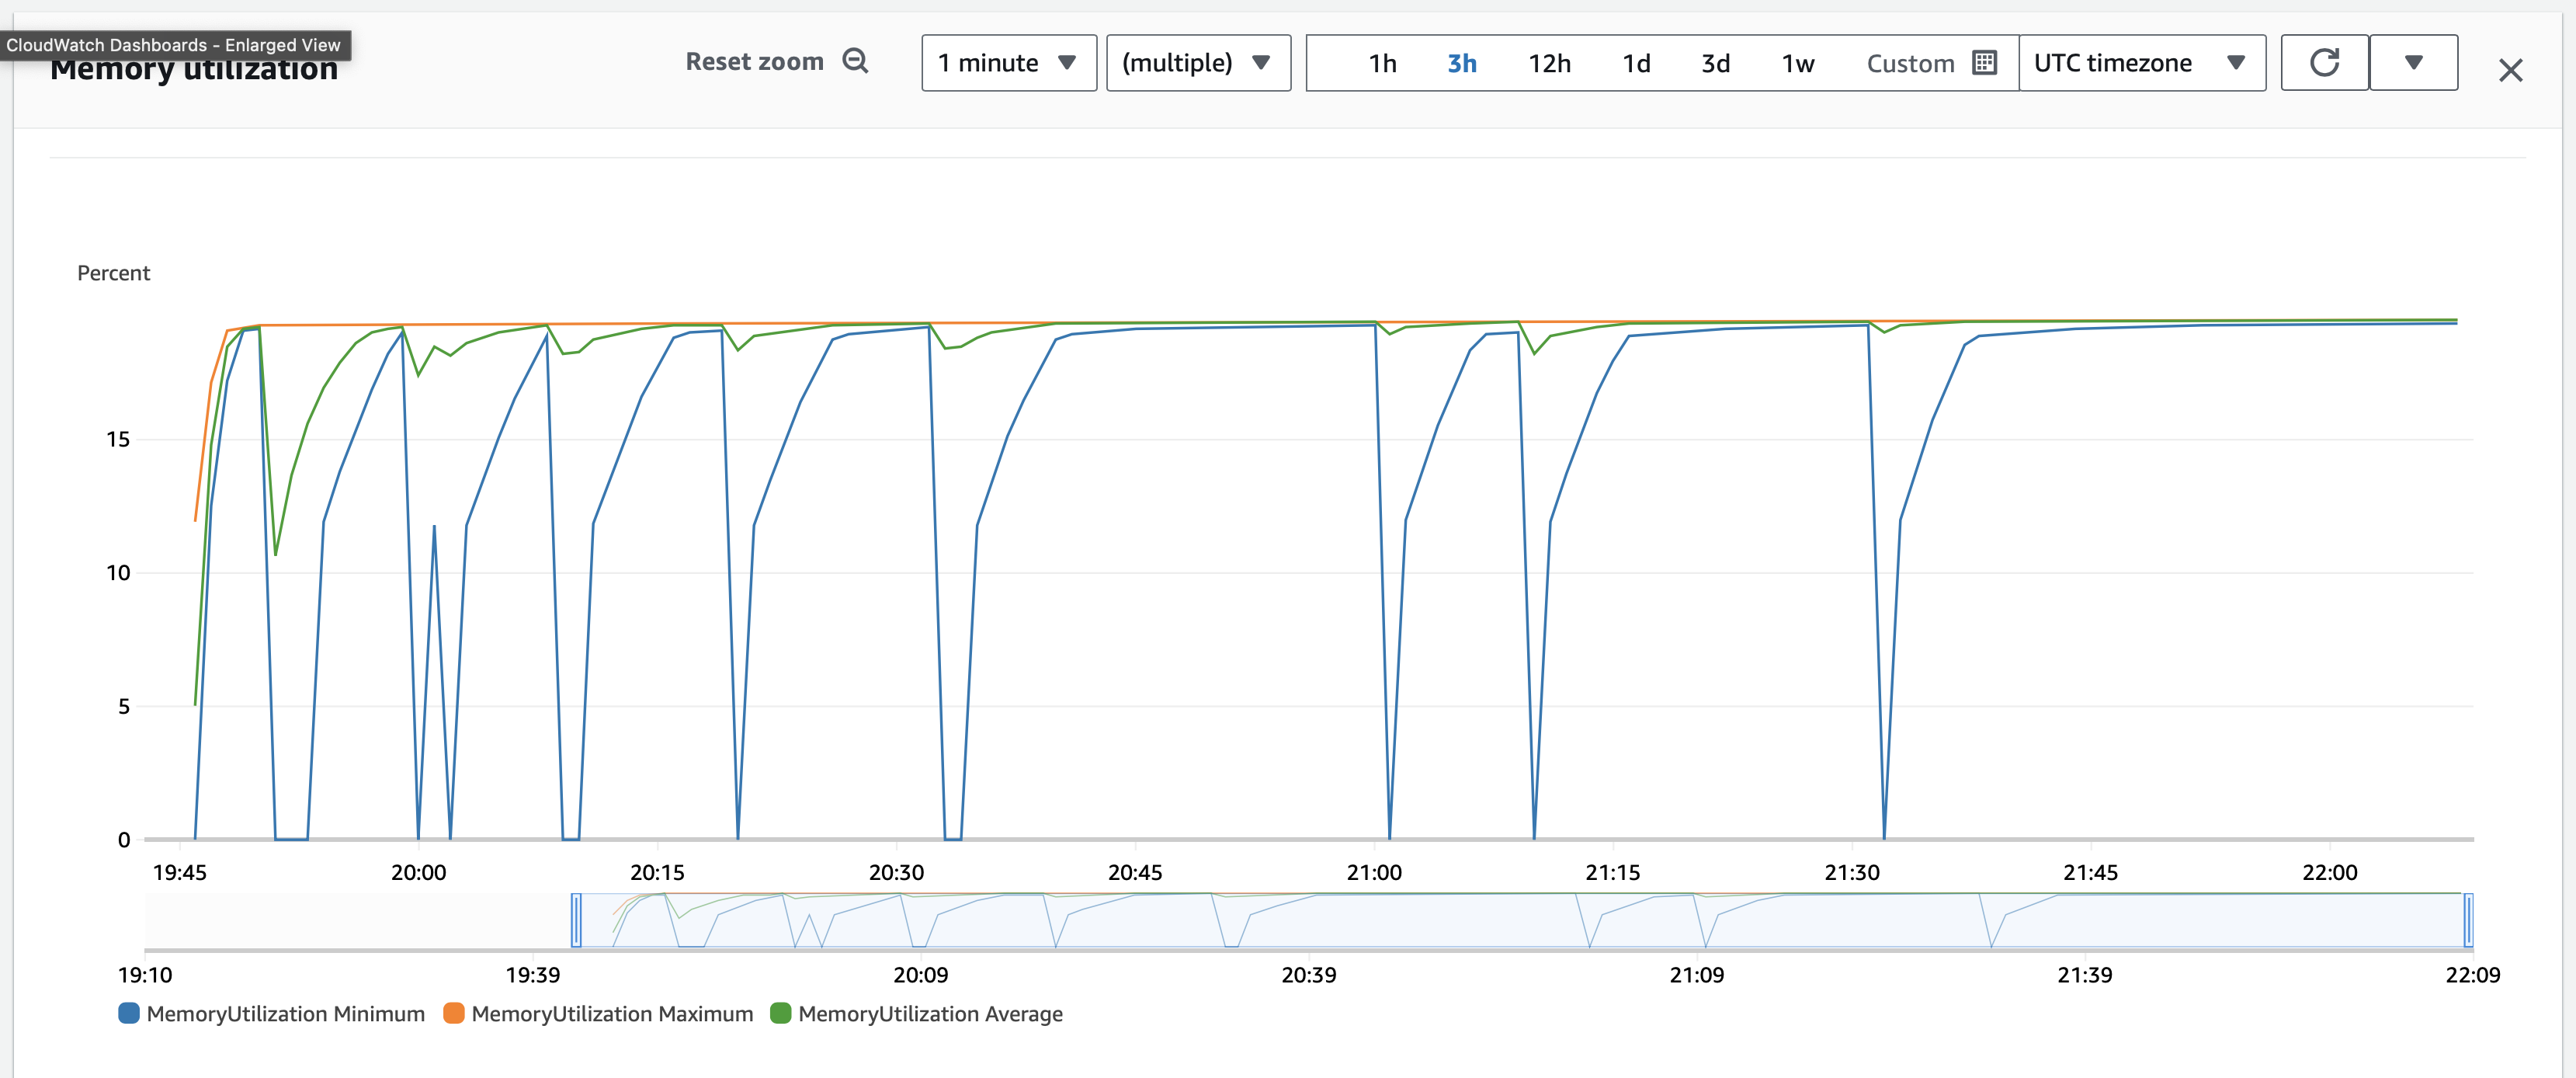 CloudWatch Dashboards - Enlarged View
Memory utilization
Reset zoom
1 minute
(multiple)
1h 3h 12h 1d 3d 1w Custom
UTC timezone
Percent
15
10
5
0
19:45 20:00 20:15 20:30 20:45 21:00 21:15 21:30 21:45 22:00
19:10 19:39 20:09 20:39 21:09 21:39 22:09
MemoryUtilization Minimum MemoryUtilization Maximum MemoryUtilization Average